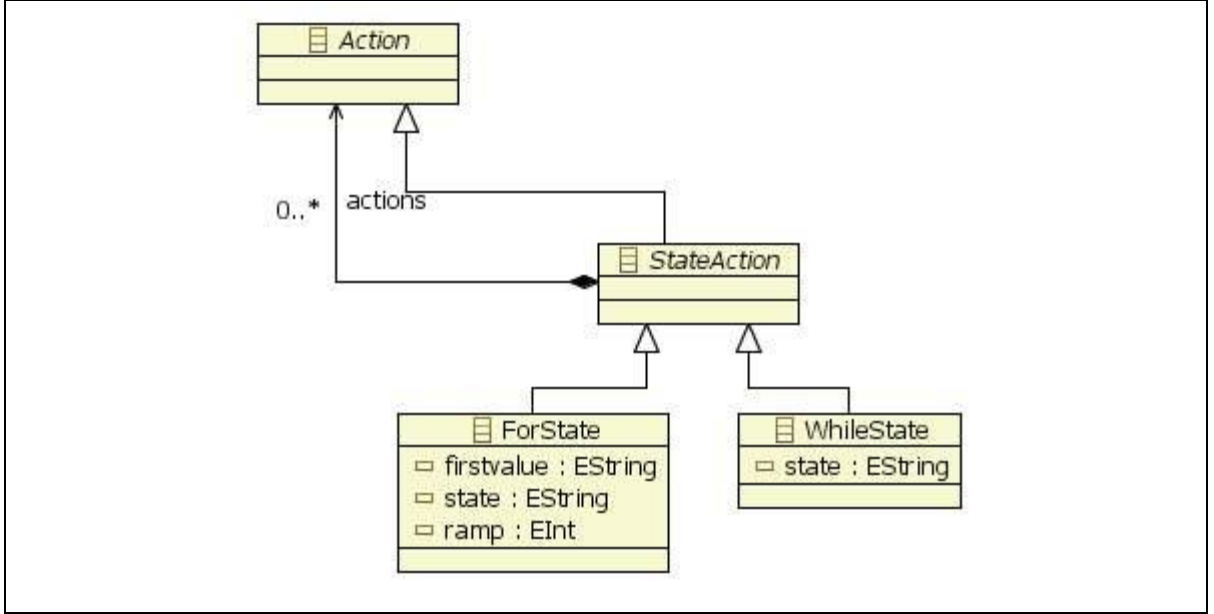 Action
actions
0..*
StateAction
ForState
firstvalue : EString
state : EString
ramp : EInt
WhileState
state : EString